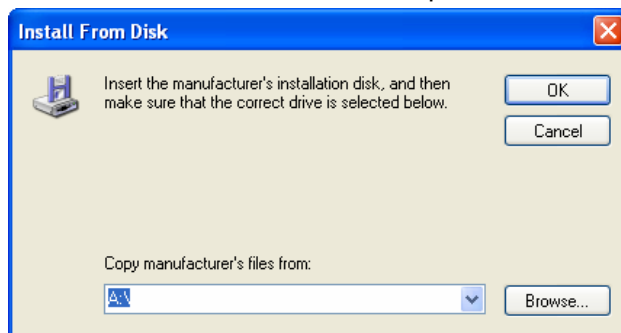 Install From Disk
Insert the manufacturer's installation disk, and then
make sure that the correct drive is selected below.
OK
Cancel
Copy manufacturer's files from:
A:\
Browse...